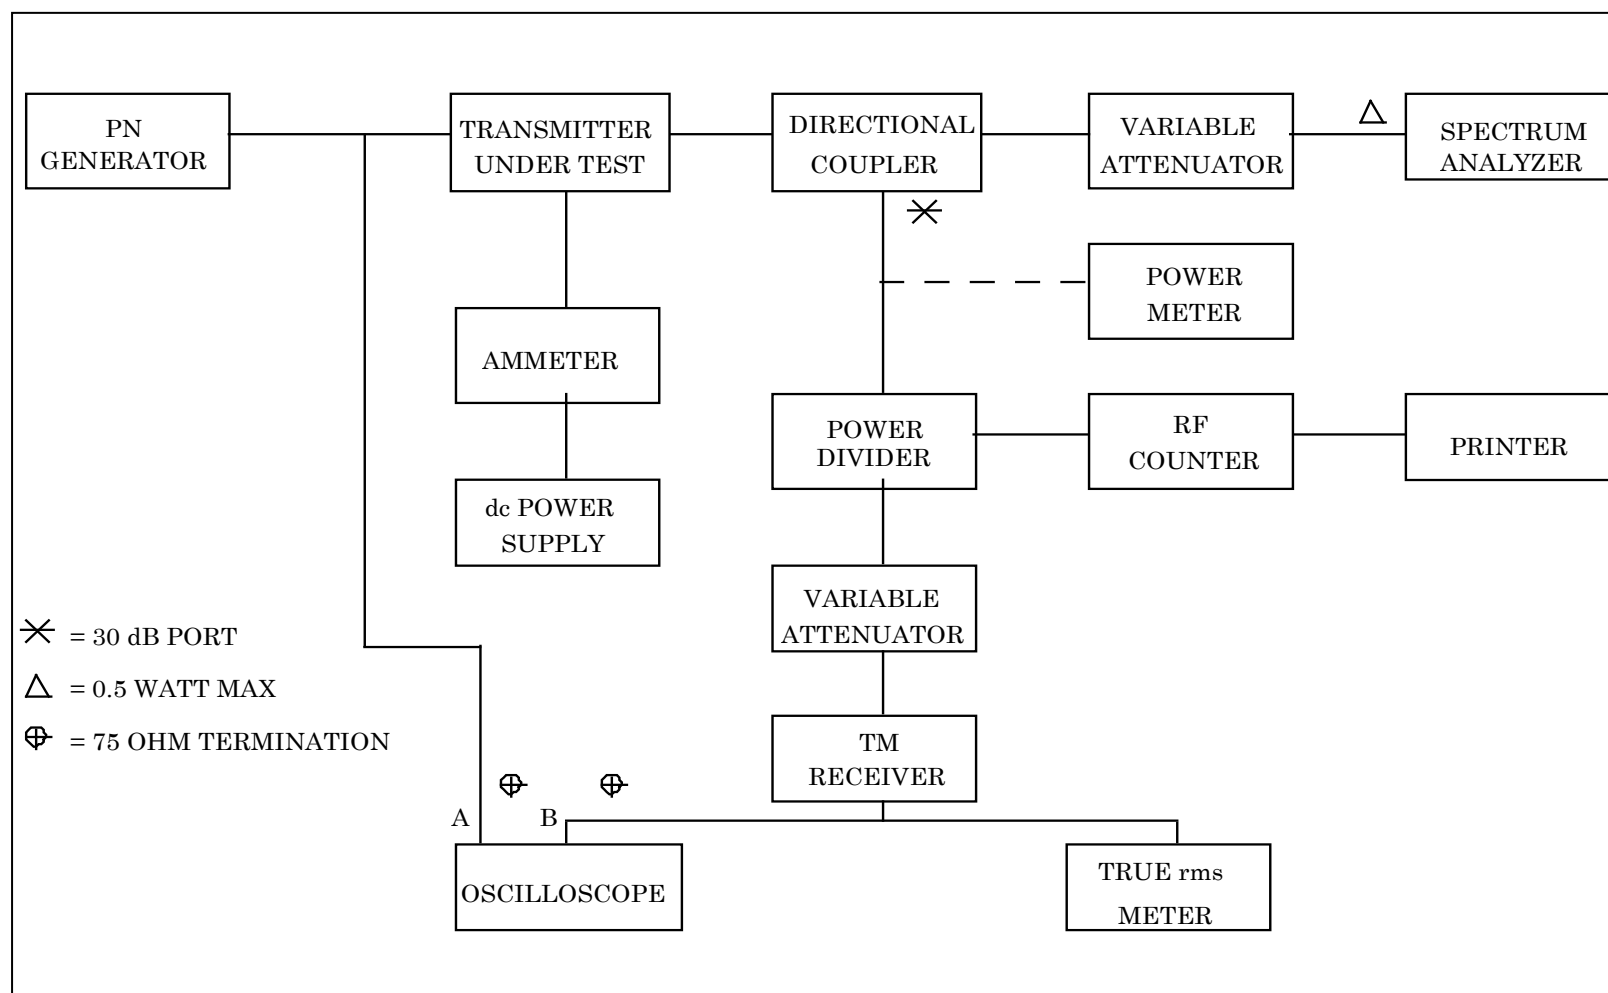 PN
GENERATOR
TRANSMITTER
UNDER TEST
DIRECTIONAL
COUPLER
VARIABLE
ATTENUATOR
SPECTRUM
ANALYZER
POWER
METER
AMMETER
POWER
DIVIDER
RF
COUNTER
PRINTER
dc POWER
SUPPLY
VARIABLE
ATTENUATOR
= 30 dB PORT
= 0.5 WATT MAX
= 75 OHM TERMINATION
TM
RECEIVER
A
B
OSCILLOSCOPE
TRUE rms
METER